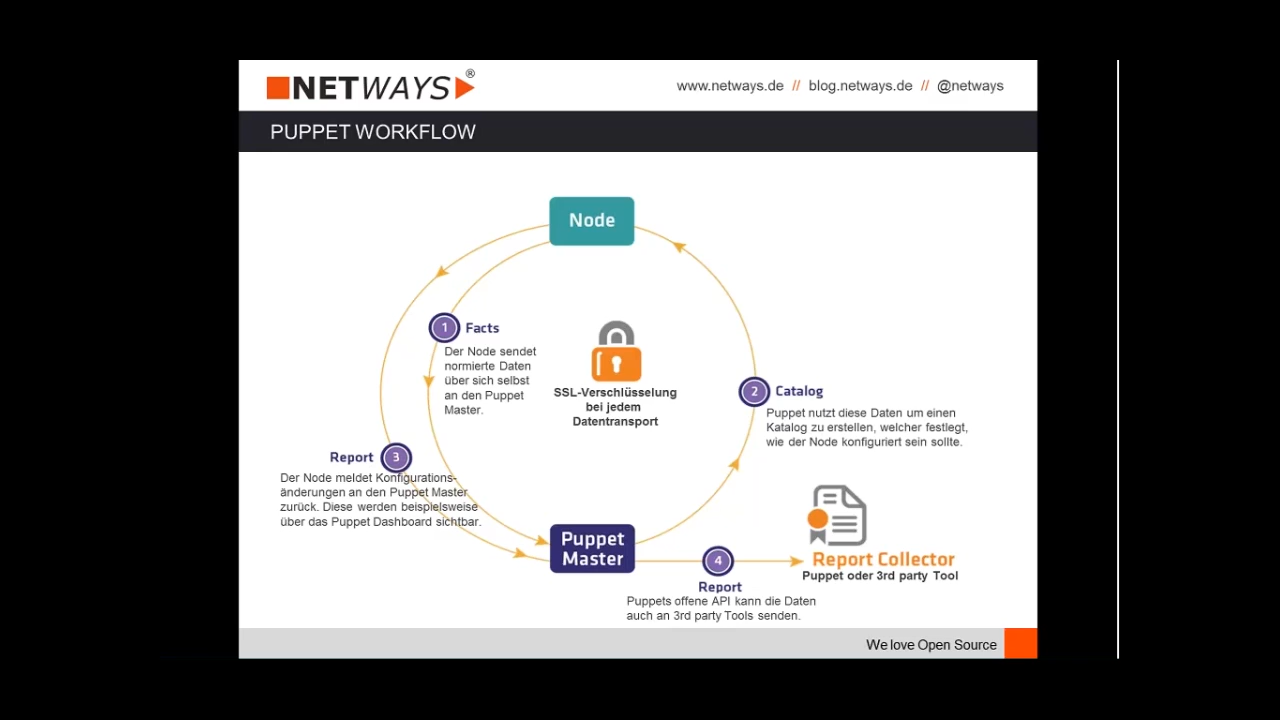 NETWAYS®
www.netways.de // blog.netways.de // @netways
PUPPET WORKFLOW
Node
1 Facts
Der Node sendet
normierte Daten
über sich selbst
an den Puppet
Master.
SSL-Verschlüsselung
bei jedem
Datentransport
2 Catalog
Puppet nutzt diese Daten um einen
Katalog zu erstellen, welcher festlegt,
wie der Node konfiguriert sein sollte.
Report 3
Der Node meldet Konfigurations-
änderungen an den Puppet Master
zurück. Diese werden beispielsweise
über das Puppet Dashboard sichtbar.
Puppet
Master
4
Report
Puppets offene API kann die Daten
auch an 3rd party Tools senden.
Report Collector
Puppet oder 3rd party Tool
We love Open Source